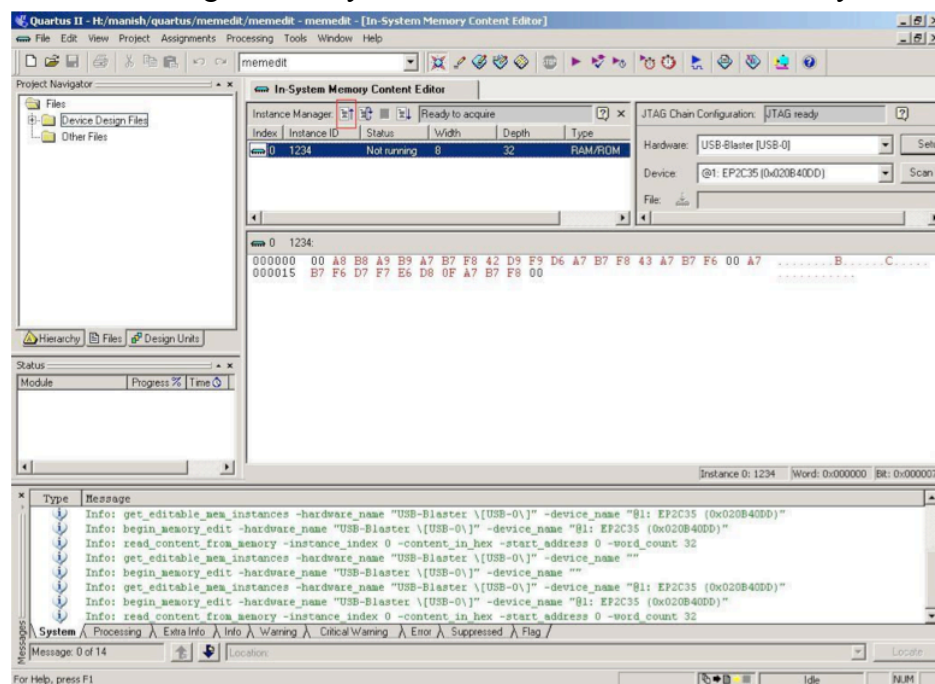 Quartus II - H:/manish/quartus/memedit/memedit - memedit - [In-System Memory Content Editor]
File Edit View Project Assignments Processing Tools Window Help
memedit
Project Navigator
Files
Device Design Files
Other Files
Hierarchy Files Design Units
In-System Memory Content Editor
Instance Manager: Ready to acquire
Index Instance ID Status Width Depth Type
0 1234 Not running 8 32 RAM/ROM
JTAG Chain Configuration: JTAG ready
Hardware: USB-Blaster [USB-0]
Device: @1: EP2C35 (0x020B40DD) Scan
File:
0 1234:
000000 00 A8 B8 A9 B9 A7 B7 F8 42 D9 F9 D6 A7 B7 F8 43 A7 B7 F6 00 A7 ........B......C.....
000015 B7 F6 D7 F7 E6 D8 0F A7 B7 F8 00 ...........
Status
Module Progress % Time
Instance 0: 1234 Word: 0x000000 Bit: 0x000007
Type Message
Info: get_editable_mem_instances -hardware_name "USB-Blaster \[USB-0\]" -device_name "@1: EP2C35 (0x020B40DD)"
Info: begin_memory_edit -hardware_name "USB-Blaster \[USB-0\]" -device_name "@1: EP2C35 (0x020B40DD)"
Info: read_content_from_memory -instance_index 0 -content_in_hex -start_address 0 -word_count 32
Info: get_editable_mem_instances -hardware_name "USB-Blaster \[USB-0\]" -device_name ""
Info: begin_memory_edit -hardware_name "USB-Blaster \[USB-0\]" -device_name ""
Info: get_editable_mem_instances -hardware_name "USB-Blaster \[USB-0\]" -device_name "@1: EP2C35 (0x020B40DD)"
Info: begin_memory_edit -hardware_name "USB-Blaster \[USB-0\]" -device_name "@1: EP2C35 (0x020B40DD)"
Info: read_content_from_memory -instance_index 0 -content_in_hex -start_address 0 -word_count 32
System Processing Extra Info Info Warning Critical Warning Error Suppressed Flag
Messages
Message: 0 of 14 Location: Locate
For Help, press F1 Idle NUM